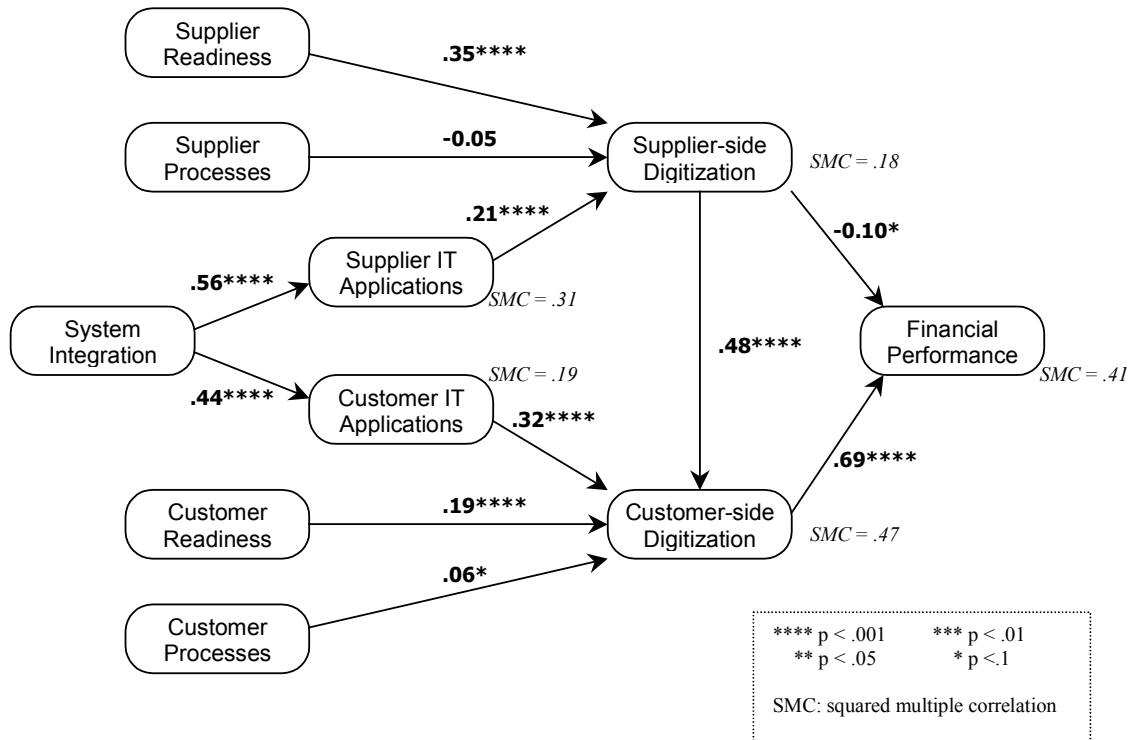 Supplier
Readiness
.35****
Supplier
Processes
-0.05
Supplier-side
Digitization
SMC = .18
.21****
-0.10*
Supplier IT
Applications
.56****
SMC = .31
System
Integration
.48****
Financial
Performance
SMC = .41
SMC = .19
.44****
Customer IT
Applications
.32****
.69****
Customer
Readiness
.19****
Customer-side
Digitization
SMC = .47
.06*
Customer
Processes
**** p < .001 *** p < .01
** p < .05 * p <.1
SMC: squared multiple correlation